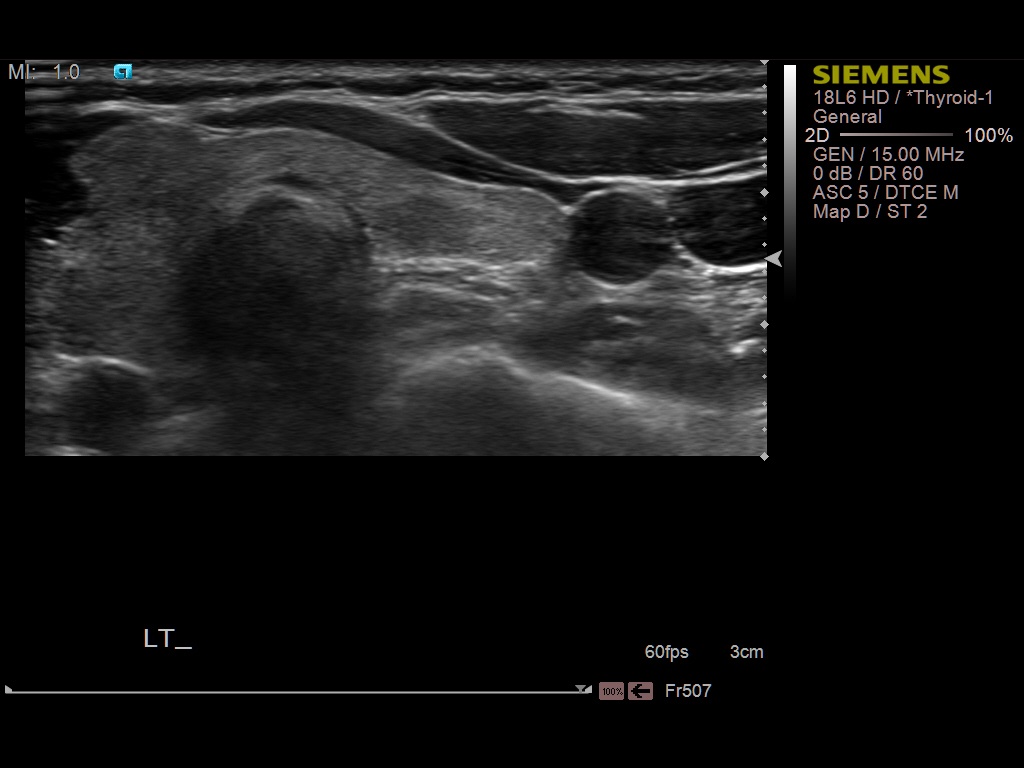 MI: 1.0
SIEMENS
18L6 HD / *Thyroid-1
General
2D 100%
GEN / 15.00 MHz
0 dB / DR 60
ASC 5 / DTCE M
Map D / ST 2
LT_
60fps 3cm
100% Fr507